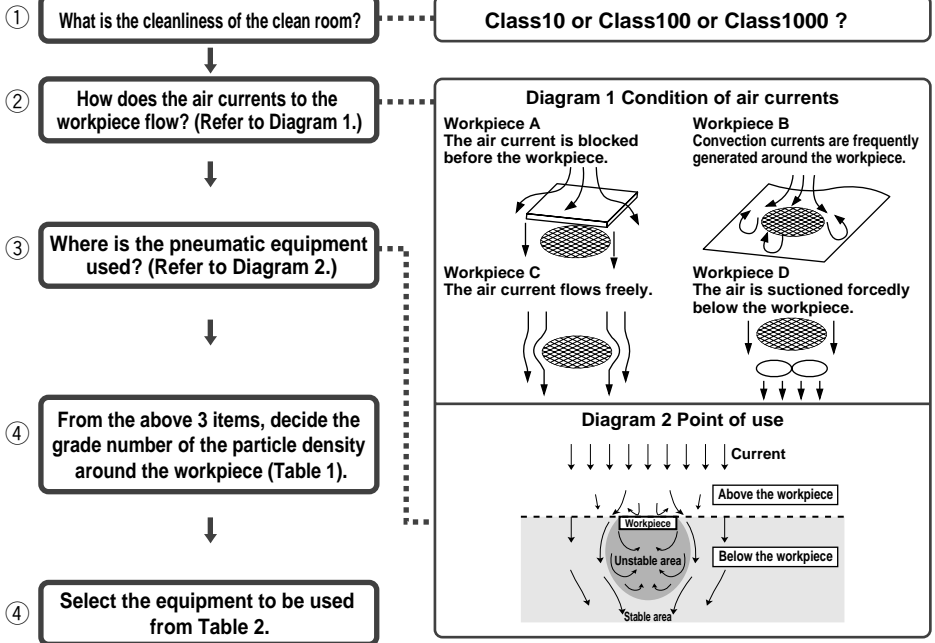 ①
What is the cleanliness of the clean room?
Class10 or Class100 or Class1000 ?
②
How does the air currents to the
workpiece flow? (Refer to Diagram 1.)
Diagram 1 Condition of air currents
Workpiece A
The air current is blocked
before the workpiece.
Workpiece B
Convection currents are frequently
generated around the workpiece.
③
Where is the pneumatic equipment
used? (Refer to Diagram 2.)
Workpiece C
The air current flows freely.
Workpiece D
The air is suctioned forcedly
below the workpiece.
④
From the above 3 items, decide the
grade number of the particle density
around the workpiece (Table 1).
Diagram 2 Point of use
Current
Above the workpiece
Workpiece
Below the workpiece
Unstable area
Stable area
④
Select the equipment to be used
from Table 2.